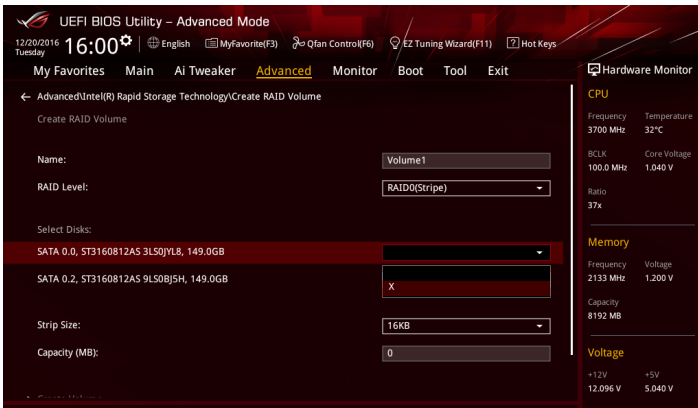 UEFI BIOS Utility – Advanced Mode
12/20/2016 Tuesday 16:00 English MyFavorite(F3) Qfan Control(F6) EZ Tuning Wizard(F11) ? Hot Keys
My Favorites Main Ai Tweaker Advanced Monitor Boot Tool Exit
← Advanced\Intel(R) Rapid Storage Technology\Create RAID Volume
Create RAID Volume
Name: Volume1
RAID Level: RAID0(Stripe)
Select Disks:
SATA 0.0, ST3160812AS 3LS0JYL8, 149.0GB
X
SATA 0.2, ST3160812AS 9LS0BJ5H, 149.0GB
Strip Size: 16KB
Capacity (MB): 0
Create Volume
Hardware Monitor
CPU
Frequency Temperature
3700 MHz 32°C
BCLK Core Voltage
100.0 MHz 1.040 V
Ratio
37x
Memory
Frequency Voltage
2133 MHz 1.200 V
Capacity
8192 MB
Voltage
+12V +5V
12.096 V 5.040 V